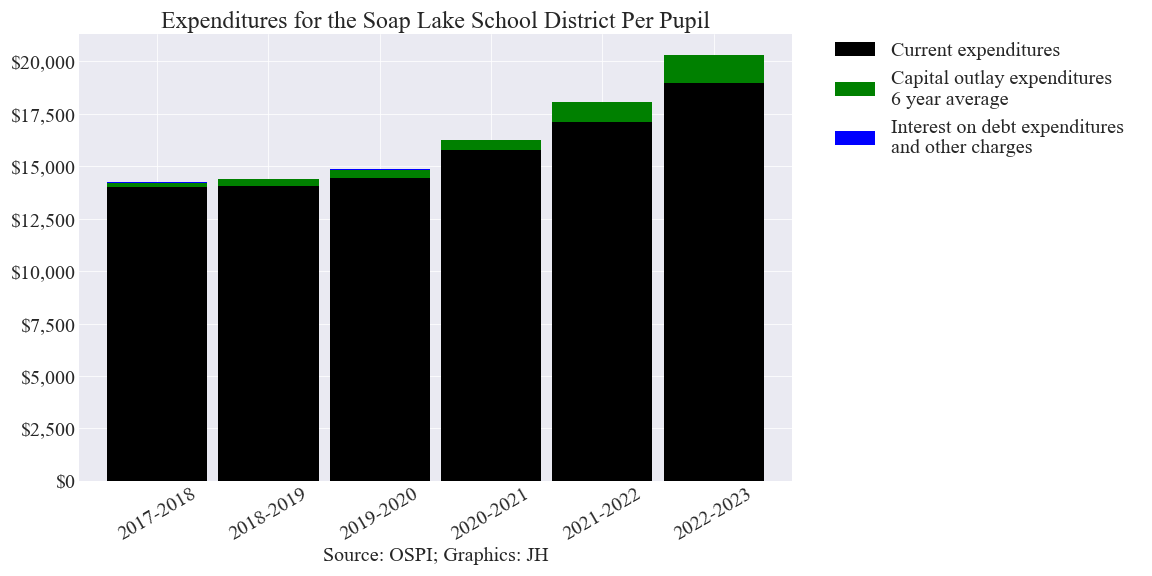 Expenditures for the Soap Lake School District Per Pupil
$20,000
$17,500
$15,000
$12,500
$10,000
$7,500
$5,000
$2,500
$0
2017-2018
2018-2019
2019-2020
2020-2021
2021-2022
2022-2023
Source: OSPI; Graphics: JH
Current expenditures
Capital outlay expenditures
6 year average
Interest on debt expenditures
and other charges